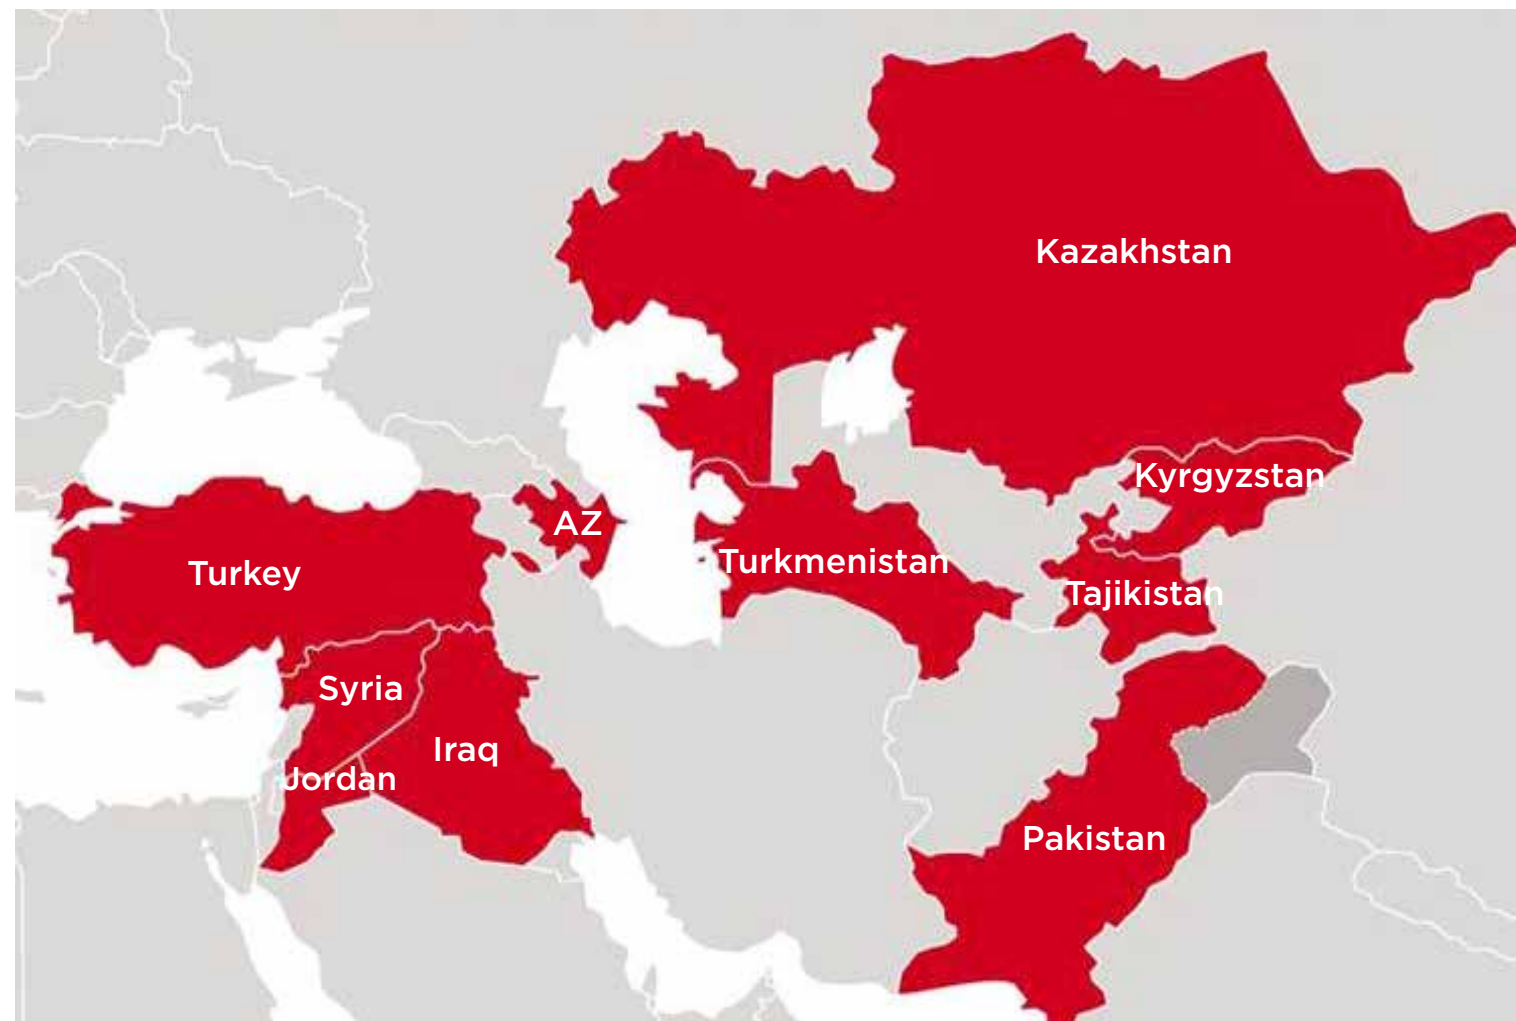 Kazakhstan
Kyrgyzstan
AZ
Turkmenistan
Turkey
Tajikistan
Syria
Iraq
Jordan
Pakistan